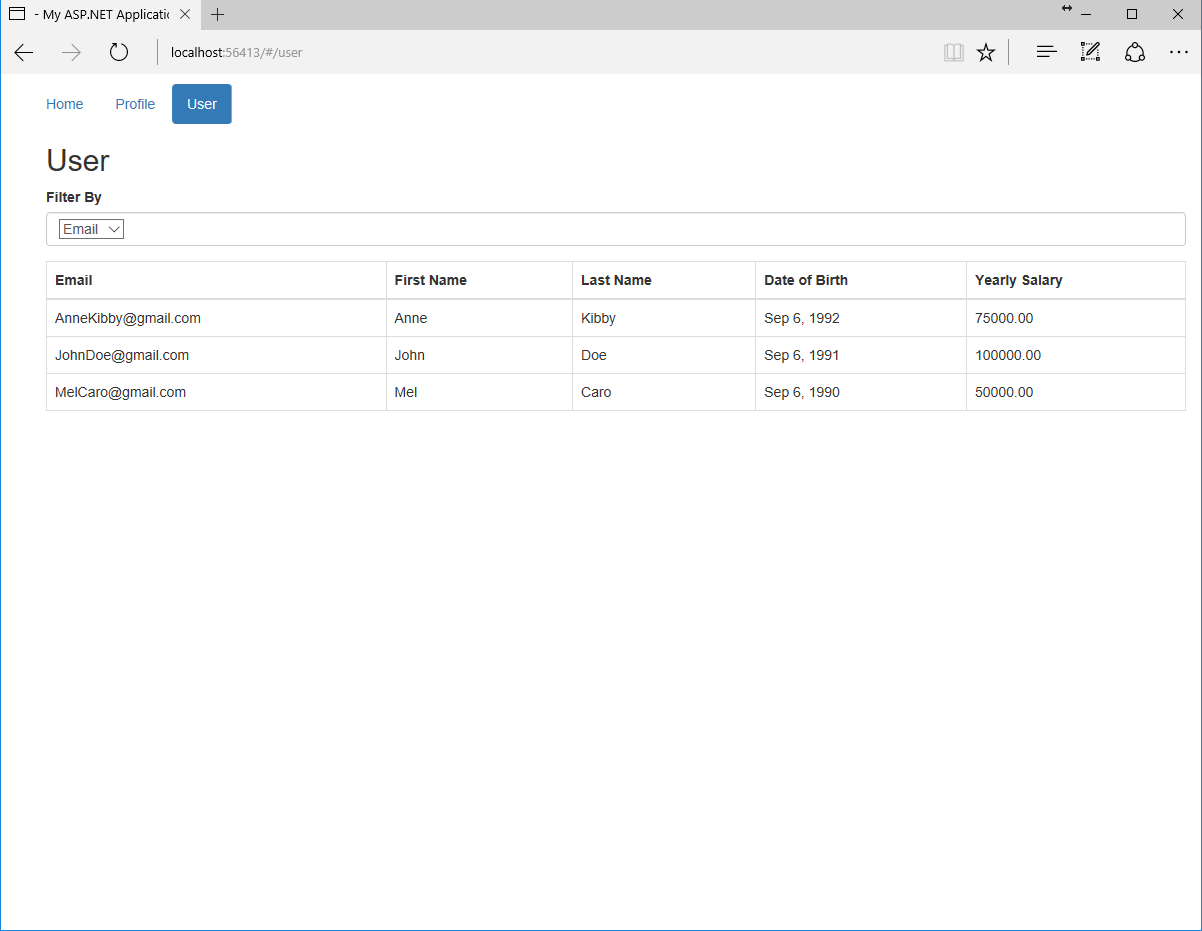 - My ASP.NET Applicatio
localhost:56413/#/user
Home Profile User
User
Filter By
Email
Email First Name Last Name Date of Birth Yearly Salary
AnneKibby@gmail.com Anne Kibby Sep 6, 1992 75000.00
JohnDoe@gmail.com John Doe Sep 6, 1991 100000.00
MelCaro@gmail.com Mel Caro Sep 6, 1990 50000.00